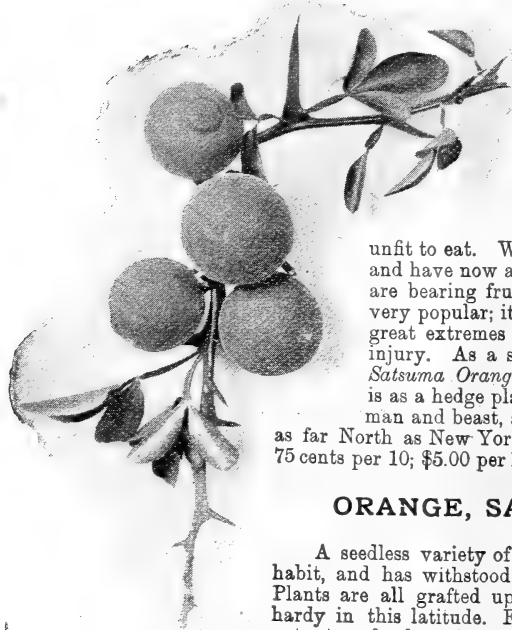 unfit to eat. W
and have now a
are bearing fru
very popular; it
great extremes
injury. As a s
Satsuma Orang
is as a hedge pla
man and beast,
as far North as New Yor
75 cents per 10; $5.00 per
ORANGE, SA
A seedless variety of
habit, and has withstood
Plants are all grafted up
hardy in this latitude. F